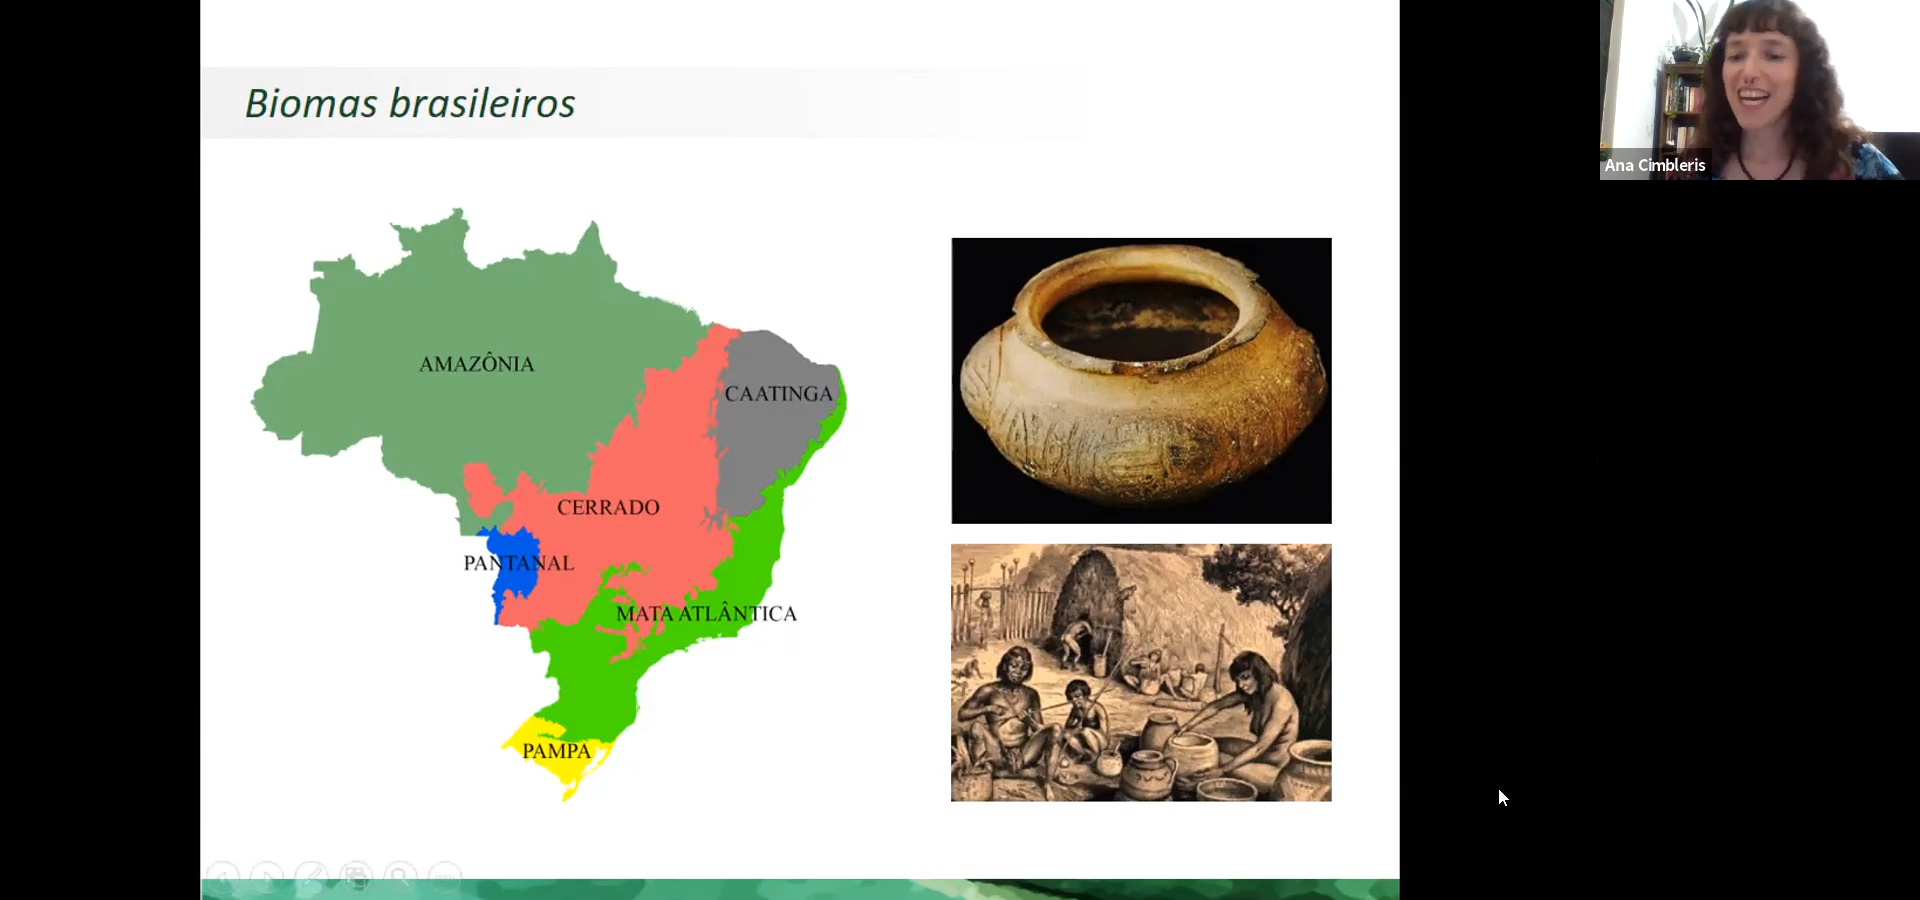 Biomas brasileiros
Ana Cimbleris
AMAZÔNIA
CAATINGA
CERRADO
PANTANAL
MATA ATLÂNTICA
PAMPA